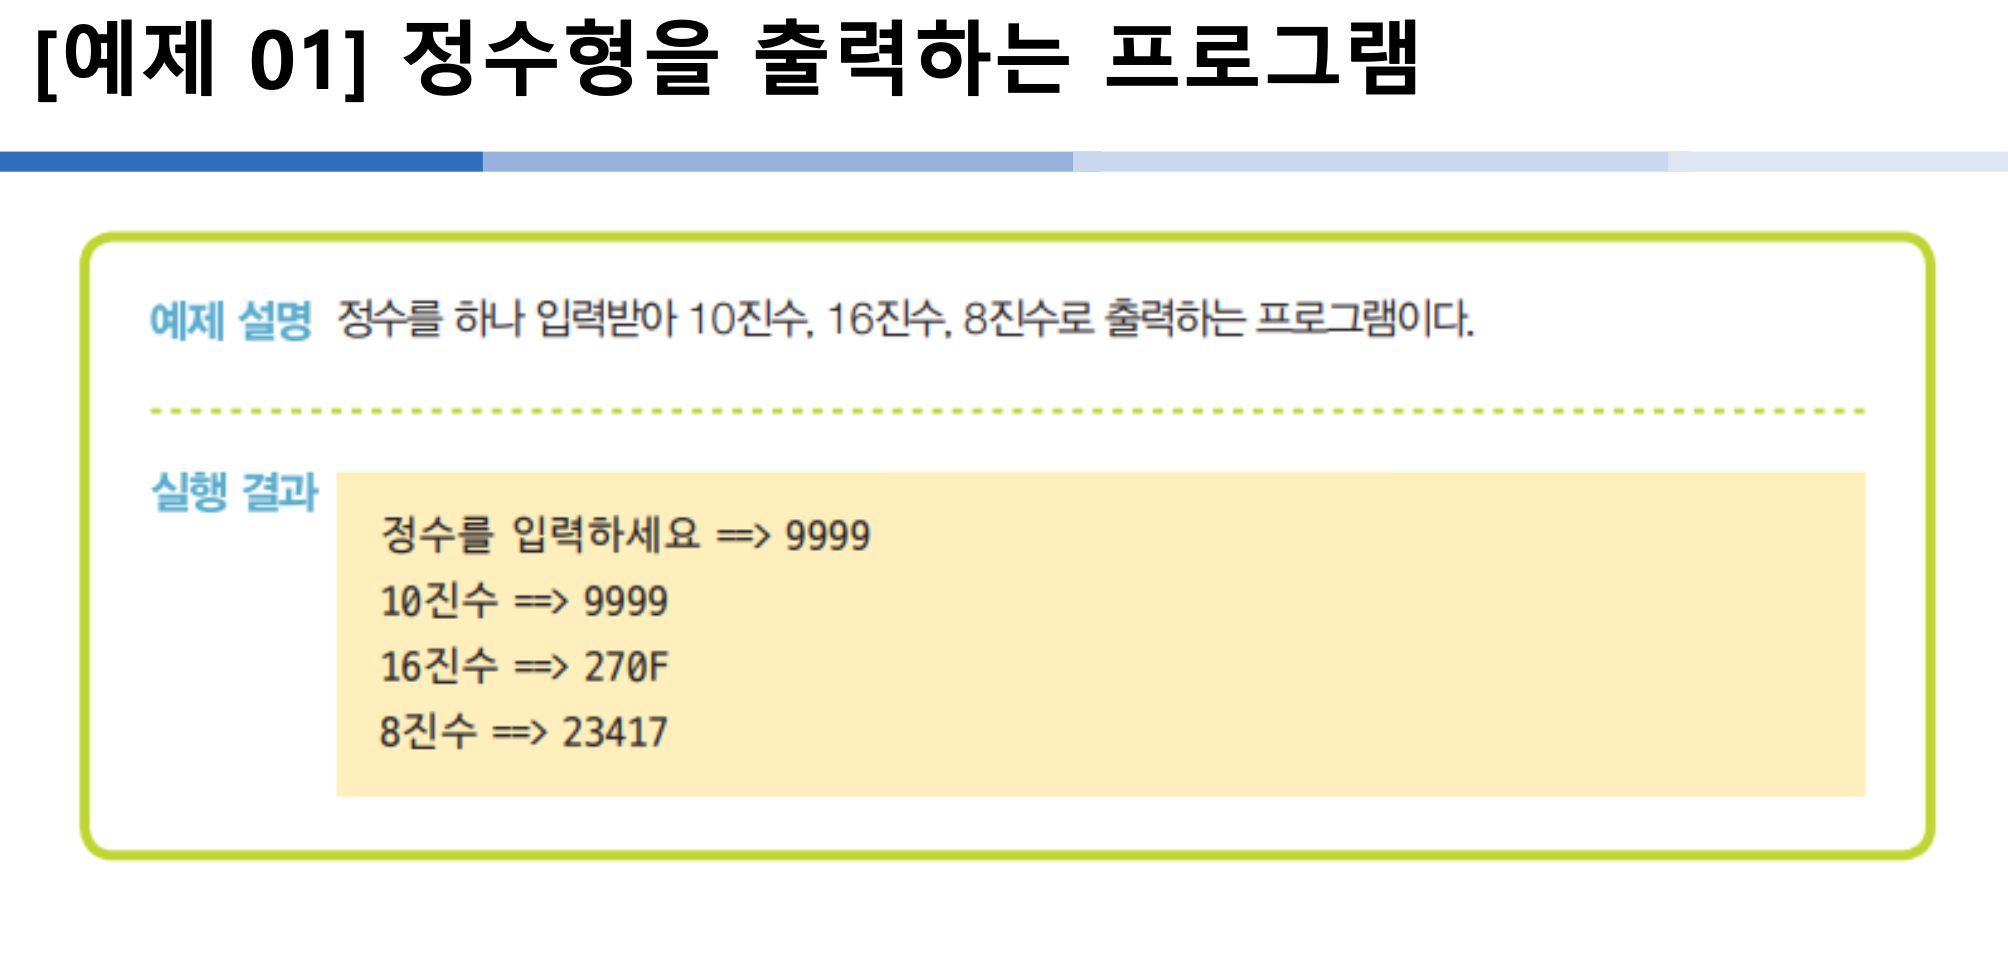 [예제 01] 정수형을 출력하는 프로그램
예제 설명 정수를 하나 입력받아 10진수, 16진수, 8진수로 출력하는 프로그램이다.
실행 결과
정수를 입력하세요 ==> 9999
10진수 ==> 9999
16진수 ==> 270F
8진수 ==> 23417